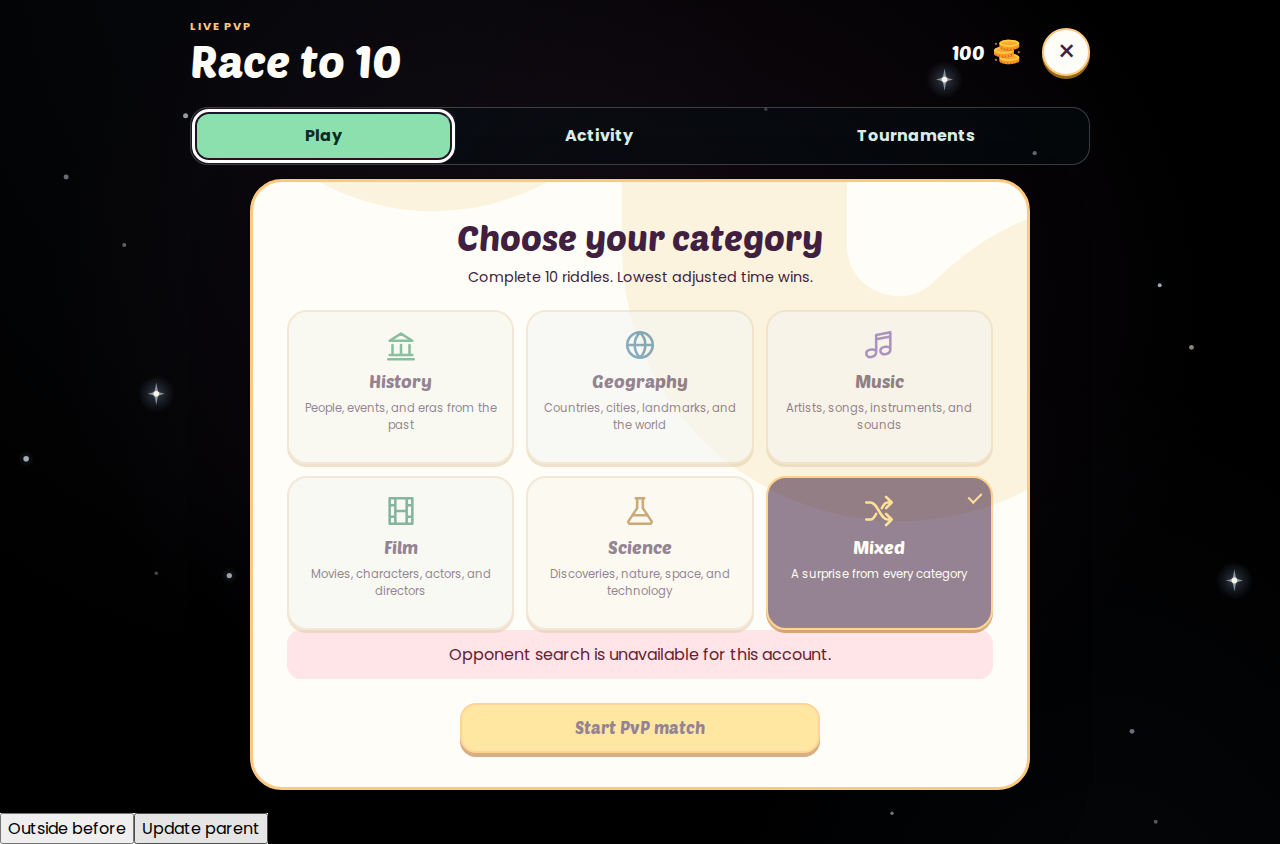 LIVE PVP
Race to 10
100
×
Play
Activity
Tournaments
Choose your category
Complete 10 riddles. Lowest adjusted time wins.
History
People, events, and eras from the
past
Geography
Countries, cities, landmarks, and
the world
Music
Artists, songs, instruments, and
sounds
Film
Movies, characters, actors, and
directors
Science
Discoveries, nature, space, and
technology
Mixed
A surprise from every category
Opponent search is unavailable for this account.
Start PvP match
Outside before
Update parent